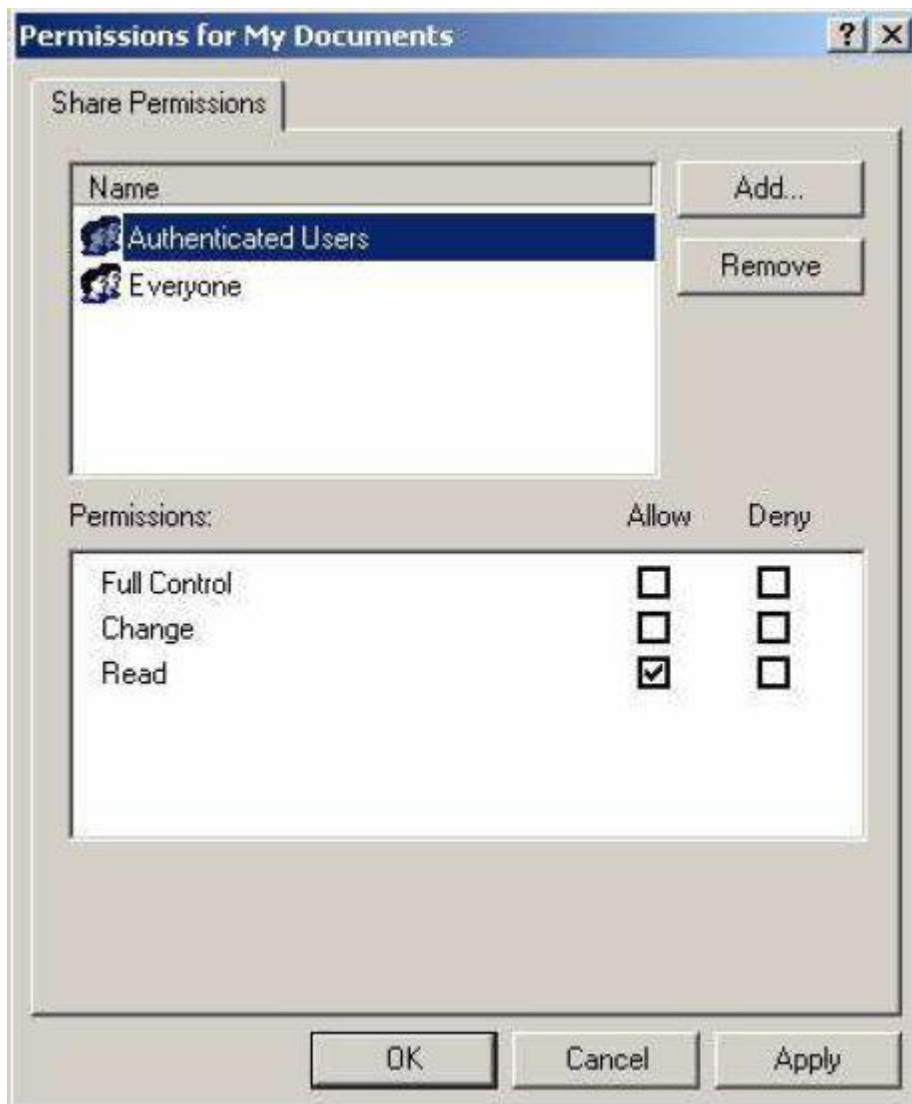 Permissions for My Documents
Share Permissions
Name
Add...
Authenticated Users
Remove
Everyone
Permissions: Allow Deny
Full Control
Change
Read
OK Cancel Apply